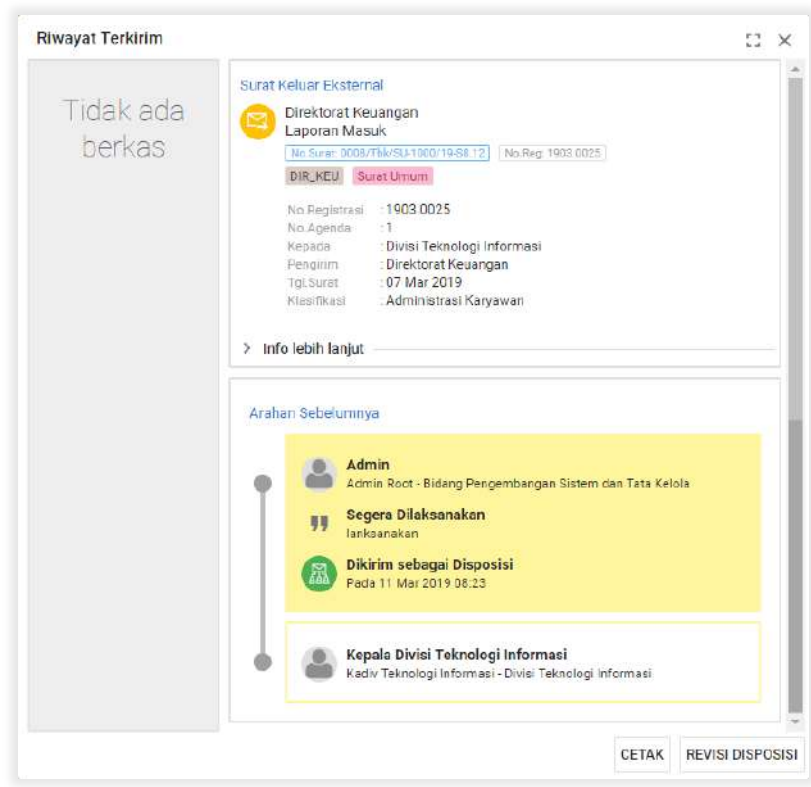 Riwayat Terkirim
Tidak ada
berkas
Surat Keluar Eksternal
Direktorat Keuangan
Laporan Masuk
No.Surat: 0008/Tbk/SU-1000/19-S8.12 No.Reg: 1903.0025
DIR_KEU Surat Umum
No.Registrasi : 1903.0025
No.Agenda : 1
Kepada : Divisi Teknologi Informasi
Pengirim : Direktorat Keuangan
Tgl.Surat : 07 Mar 2019
Klasifikasi : Administrasi Karyawan
Info lebih lanjut
Arahan Sebelumnya
Admin
Admin Root - Bidang Pengembangan Sistem dan Tata Kelola
Segera Dilaksanakan
lanksanakan
Dikirim sebagai Disposisi
Pada 11 Mar 2019 08:23
Kepala Divisi Teknologi Informasi
Kadiv Teknologi Informasi - Divisi Teknologi Informasi
CETAK REVISI DISPOSISI